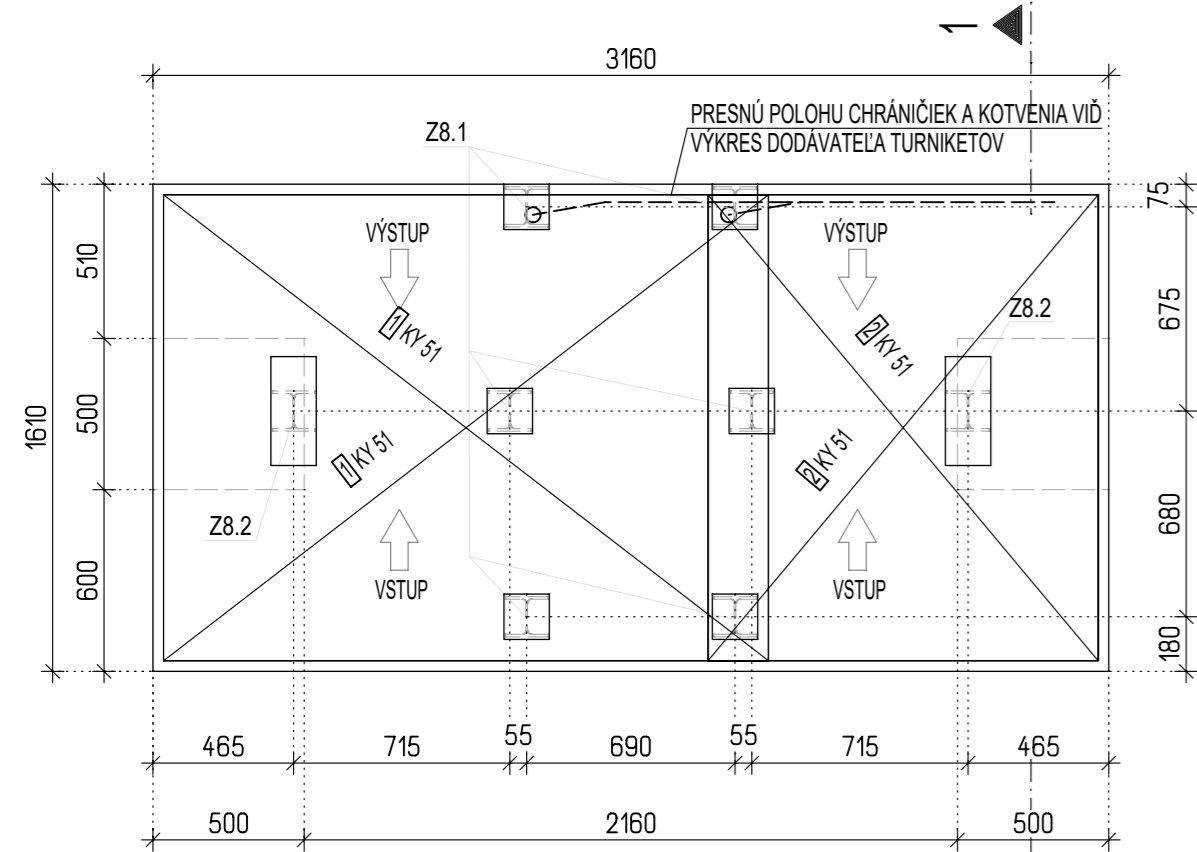 1
3160
PRESNÚ POLOHU CHRÁNIČIEK A KOTVENIA VIĎ
VÝKRES DODÁVATEĽA TURNIKETOV
Z8.1
75
VÝSTUP
VÝSTUP
510
675
Z8.2
1 KY 51
2 KY 51
1610
500
1 KY 51
2 KY 51
Z8.2
680
600
VSTUP
VSTUP
180
465
715
55
690
55
715
465
500
2160
500